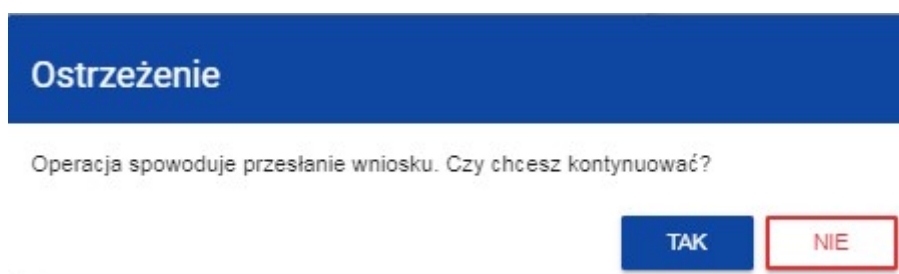 Ostrzeżenie
Operacja spowoduje przesłanie wniosku. Czy chcesz kontynuować?
TAK NIE